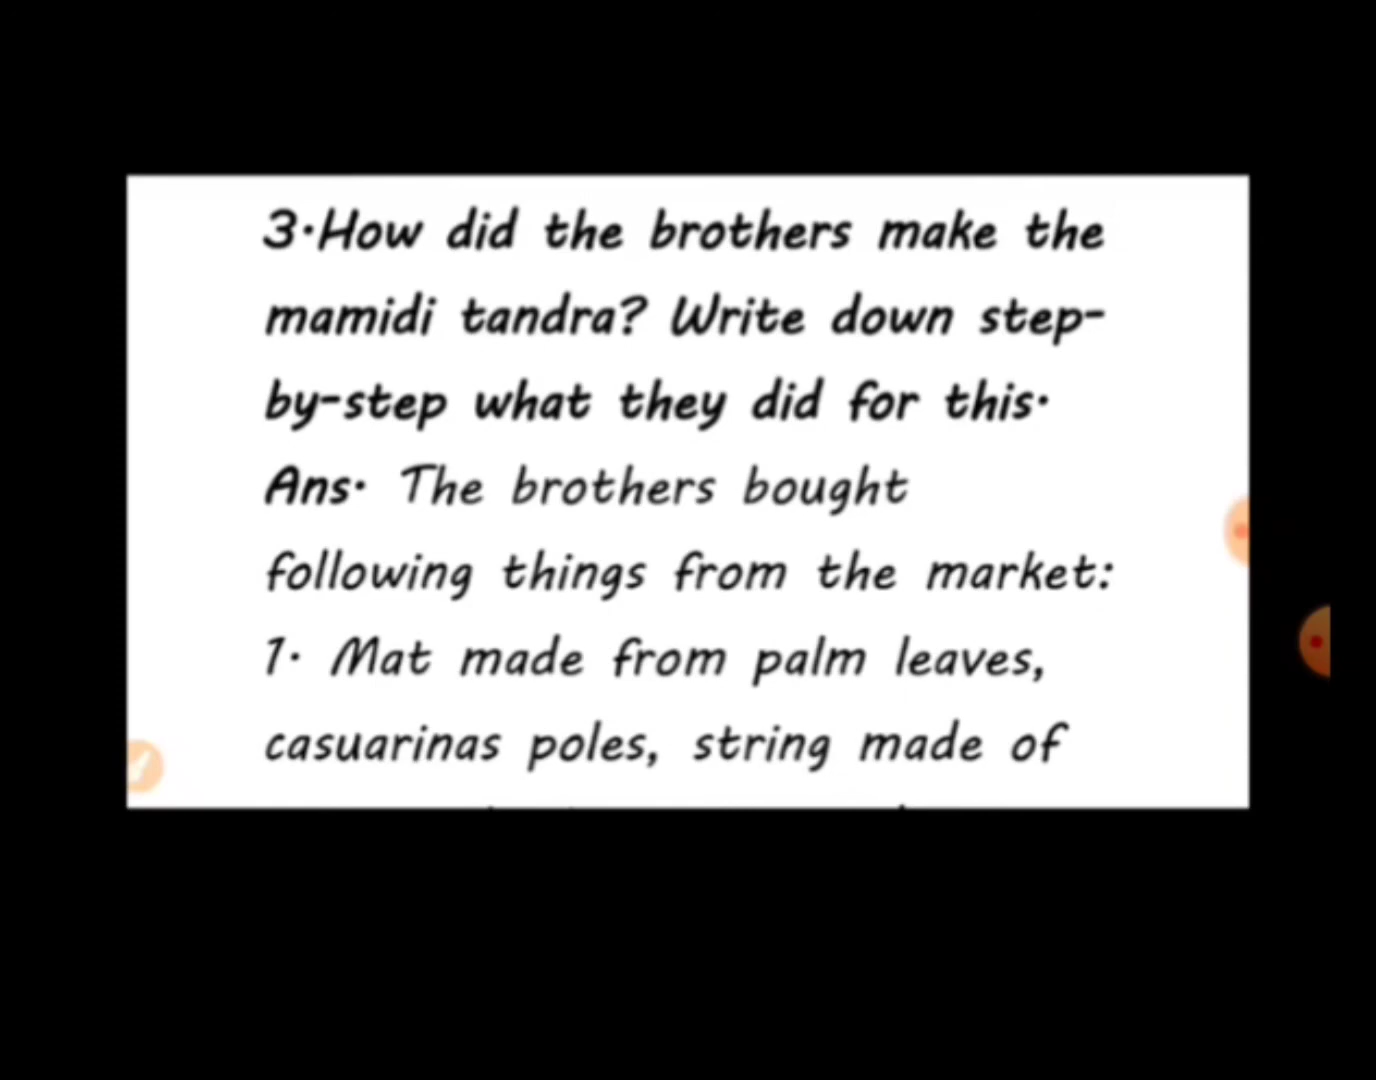 3.How did the brothers make the
mamidi tandra? Write down step-
by-step what they did for this.
Ans. The brothers bought
following things from the market:
1. Mat made from palm leaves,
casuarinas poles, string made of